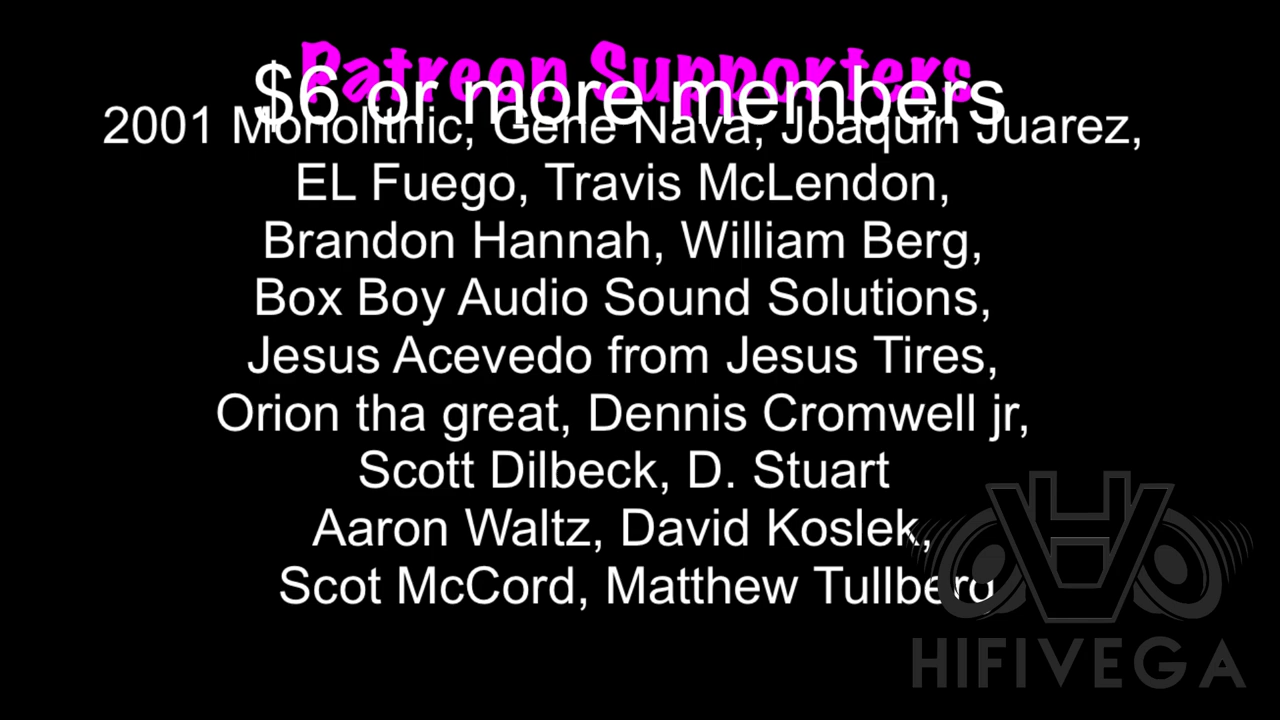 Patreon Supporters
$6 or more members
2001 Monolithic, Gene Nava, Joaquin Juarez,
EL Fuego, Travis McLendon,
Brandon Hannah, William Berg,
Box Boy Audio Sound Solutions,
Jesus Acevedo from Jesus Tires,
Orion tha great, Dennis Cromwell jr,
Scott Dilbeck, D. Stuart
Aaron Waltz, David Koslek,
Scot McCord, Matthew Tullberg
HIFIVEGA